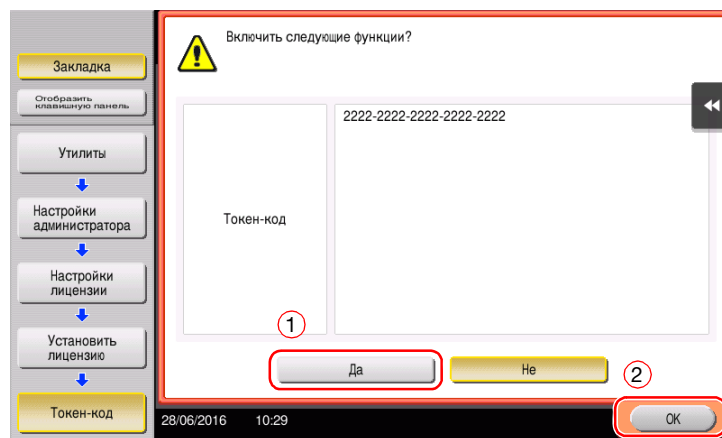 Закладка
Отобразить
клавишную панель
Утилиты
Настройки
администратора
Настройки
лицензии
Установить
лицензию
Токен-код
Включить следующие функции?
Токен-код
2222-2222-2222-2222-2222
1
Да
Не
2
28/06/2016 10:29
OK